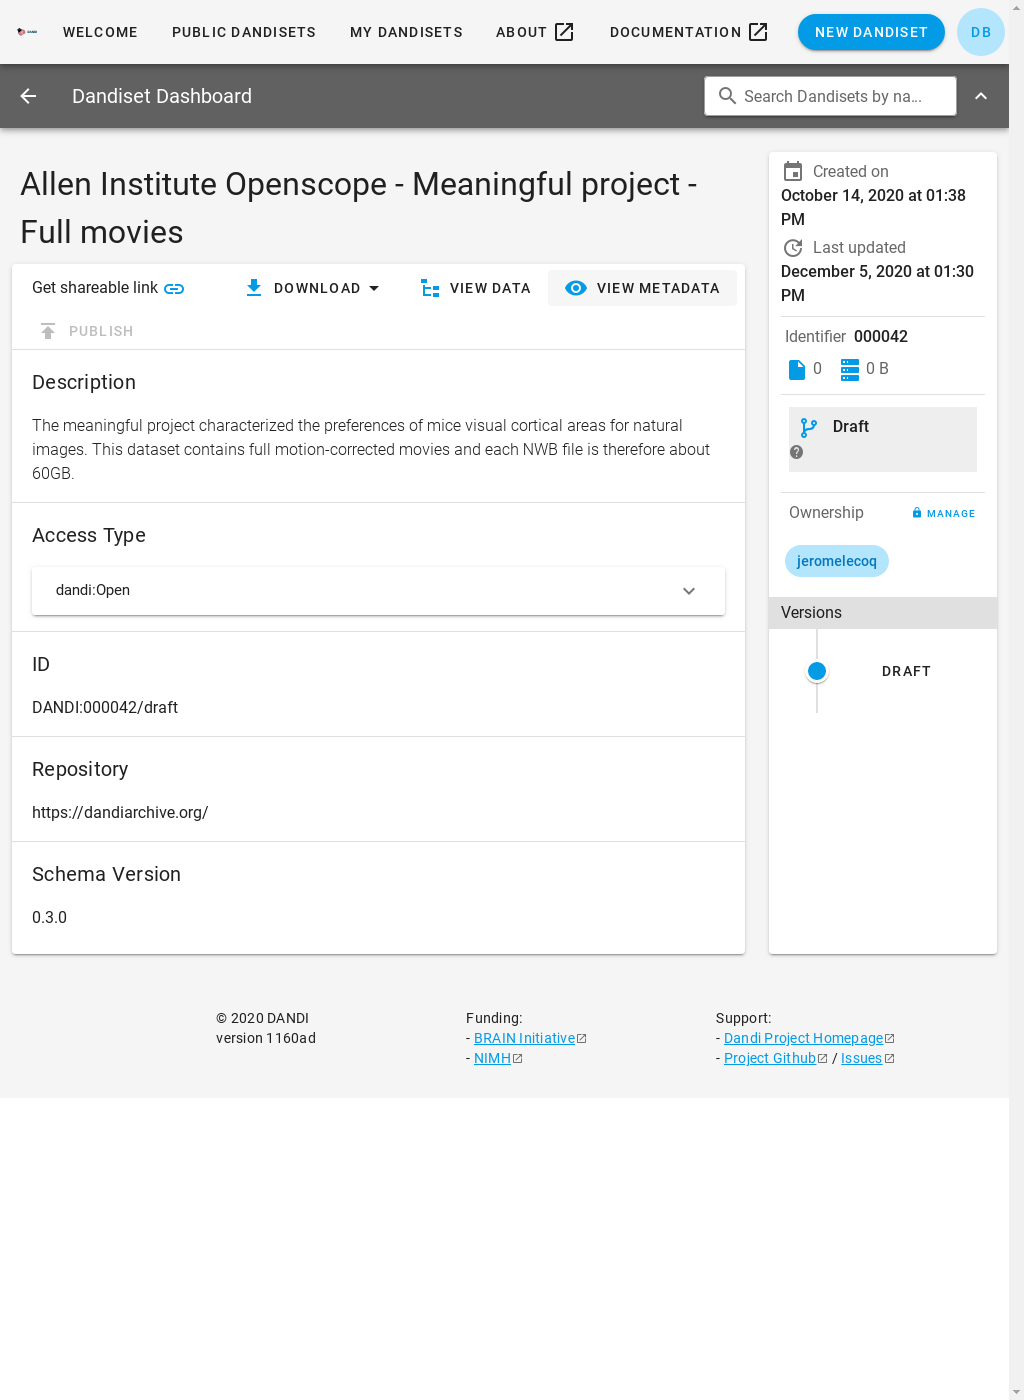 WELCOME PUBLIC DANDISETS MY DANDISETS ABOUT DOCUMENTATION NEW DANDISET DB
Dandiset Dashboard Search Dandisets by na...
Allen Institute Openscope - Meaningful project -
Full movies
Get shareable link DOWNLOAD VIEW DATA VIEW METADATA
PUBLISH
Description
The meaningful project characterized the preferences of mice visual cortical areas for natural
images. This dataset contains full motion-corrected movies and each NWB file is therefore about
60GB.
Access Type
dandi:Open
ID
DANDI:000042/draft
Repository
https://dandiarchive.org/
Schema Version
0.3.0
Created on
October 14, 2020 at 01:38
PM
Last updated
December 5, 2020 at 01:30
PM
Identifier 000042
0 0 B
Draft
Ownership MANAGE
jeromelecoq
Versions
DRAFT
© 2020 DANDI
version 1160ad
Funding:
- BRAIN Initiative
- NIMH
Support:
- Dandi Project Homepage
- Project Github / Issues